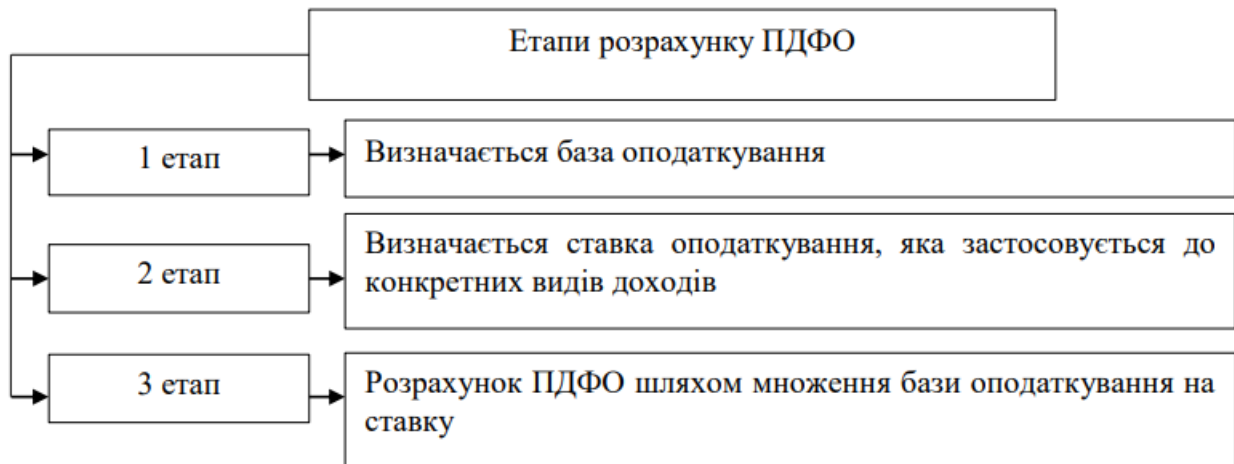 Етапи розрахунку ПДФО
1 етап
Визначається база оподаткування
2 етап
Визначається ставка оподаткування, яка застосовується до
конкретних видів доходів
3 етап
Розрахунок ПДФО шляхом множення бази оподаткування на
ставку